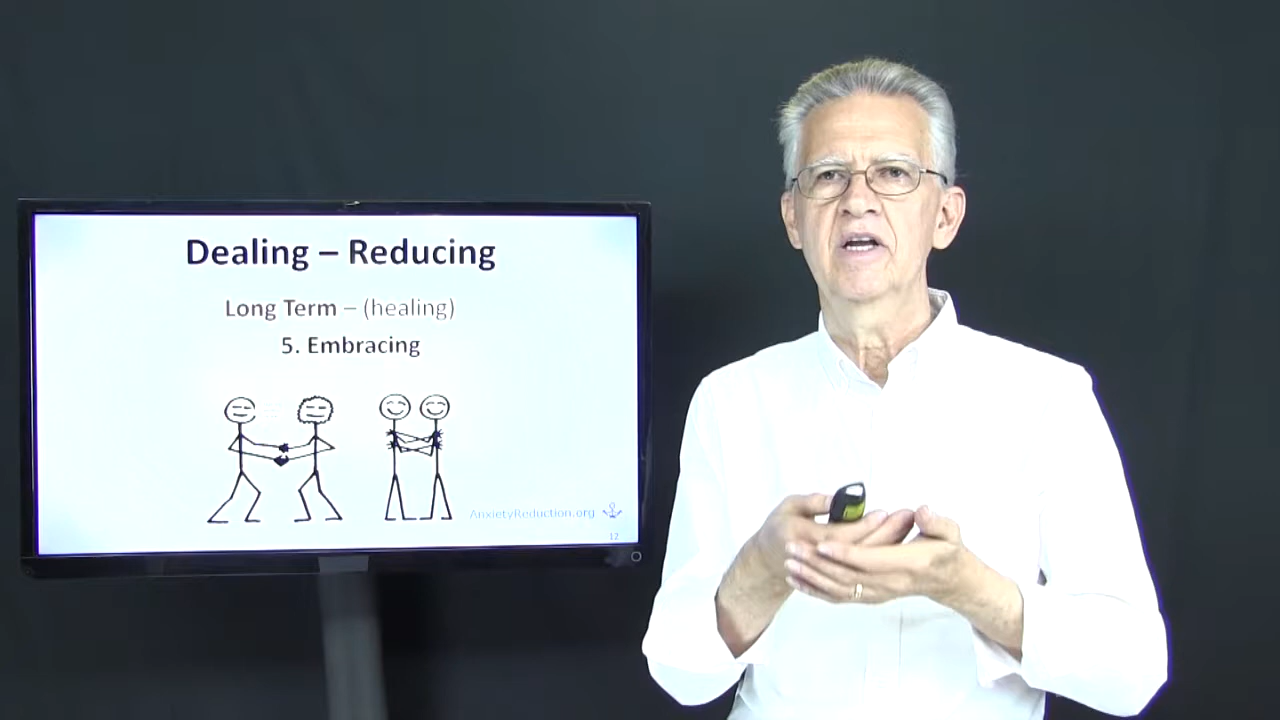 Dealing – Reducing
Long Term – (healing)
5. Embracing
AnxietyReduction.org
12